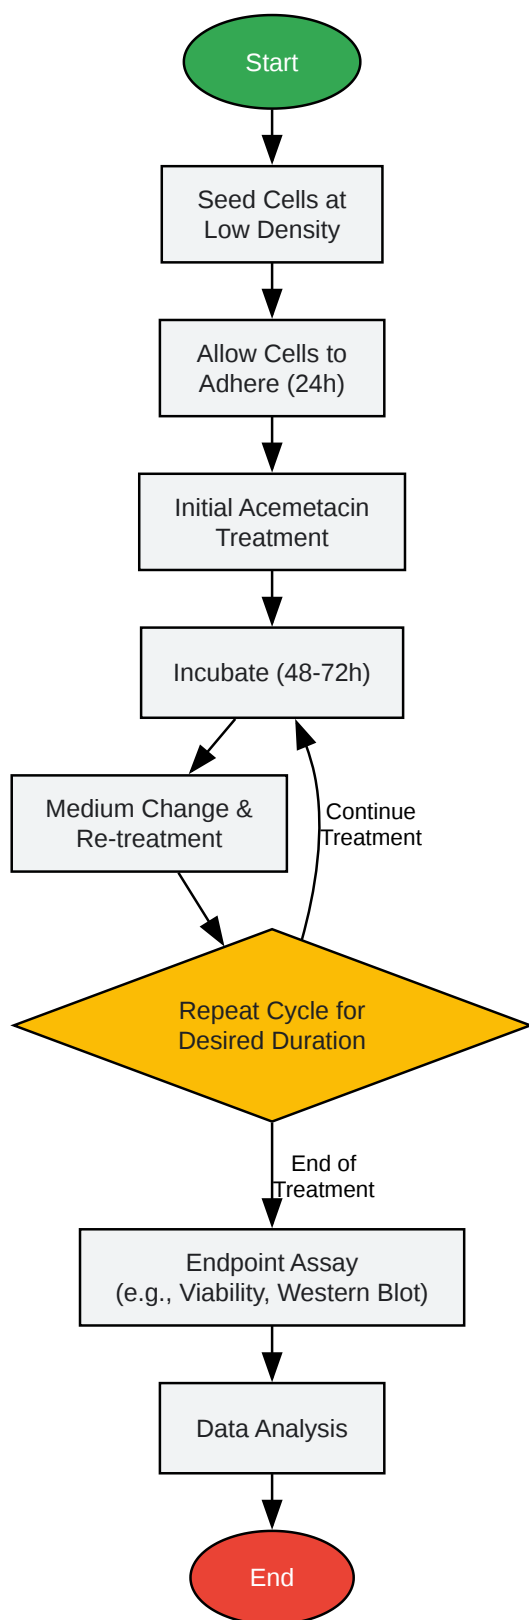 Start
Seed Cells at
Low Density
Allow Cells to
Adhere (24h)
Initial Acemetacin
Treatment
Incubate (48-72h)
Medium Change &
Re-treatment
Continue
Treatment
Repeat Cycle for
Desired Duration
End of
Treatment
Endpoint Assay
(e.g., Viability, Western Blot)
Data Analysis
End